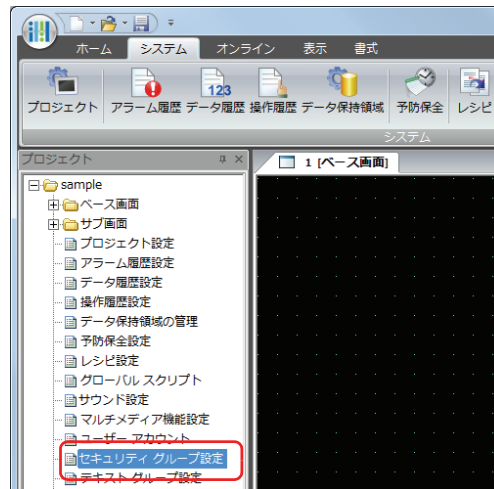 ホーム システム オンライン 表示 書式
123
プロジェクト アラーム履歴 データ履歴 操作履歴 データ保持領域 予防保全 レシピ
システム
プロジェクト
1 [ベース画面]
sample
ベース画面
サブ画面
プロジェクト設定
アラーム履歴設定
データ履歴設定
操作履歴設定
データ保持領域の管理
予防保全設定
レシピ設定
グローバル スクリプト
サウンド設定
マルチメディア機能設定
ユーザー アカウント
セキュリティ グループ設定
テキスト グループ設定